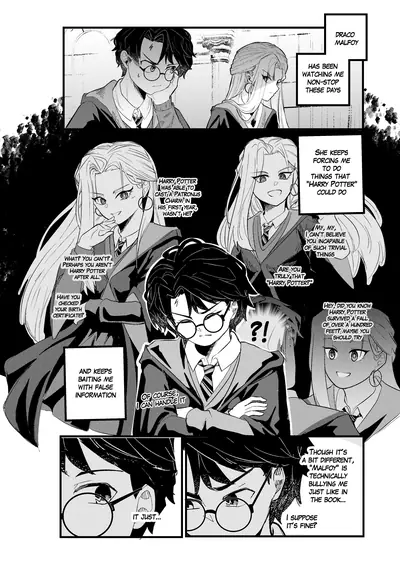 DRACO
MALFOY
HAS BEEN
WATCHING ME
NON-STOP
THESE DAYS
SHE KEEPS
FORCING ME
TO DO
THINGS THAT
"HARRY POTTER"
COULD DO
HARRY POTTER
WAS ABLE TO
CAST A PATRONUS
CHARM IN
HIS FIRST YEAR,
WASN'T HE?
MY, MY,
I CAN'T BELIEVE
YOU INCAPABLE
OF SUCH TRIVIAL
THINGS
WHAT? YOU CAN'T?
PERHAPS YOU AREN'T
HARRY POTTER
AFTER ALL.
ARE YOU
TRULY THAT
"HARRY POTTER?"
HAVE YOU
CHECKED
YOUR BIRTH
CERTIFICATE?
HEY, DID YOU KNOW
HARRY POTTER
SURVIVED A FALL
OF OVER A HUNDRED
FEET? MAYBE YOU
SHOULD TRY
?!
AND KEEPS
BAITING ME
WITH FALSE
INFORMATION
OF COURSE,
I CAN HANDLE IT
THOUGH IT'S
A BIT DIFFERENT,
"MALFOY" IS
TECHNICALLY
BULLYING ME
JUST LIKE
IN THE
BOOK...
IT JUST...
I SUPPOSE
IT'S FINE?